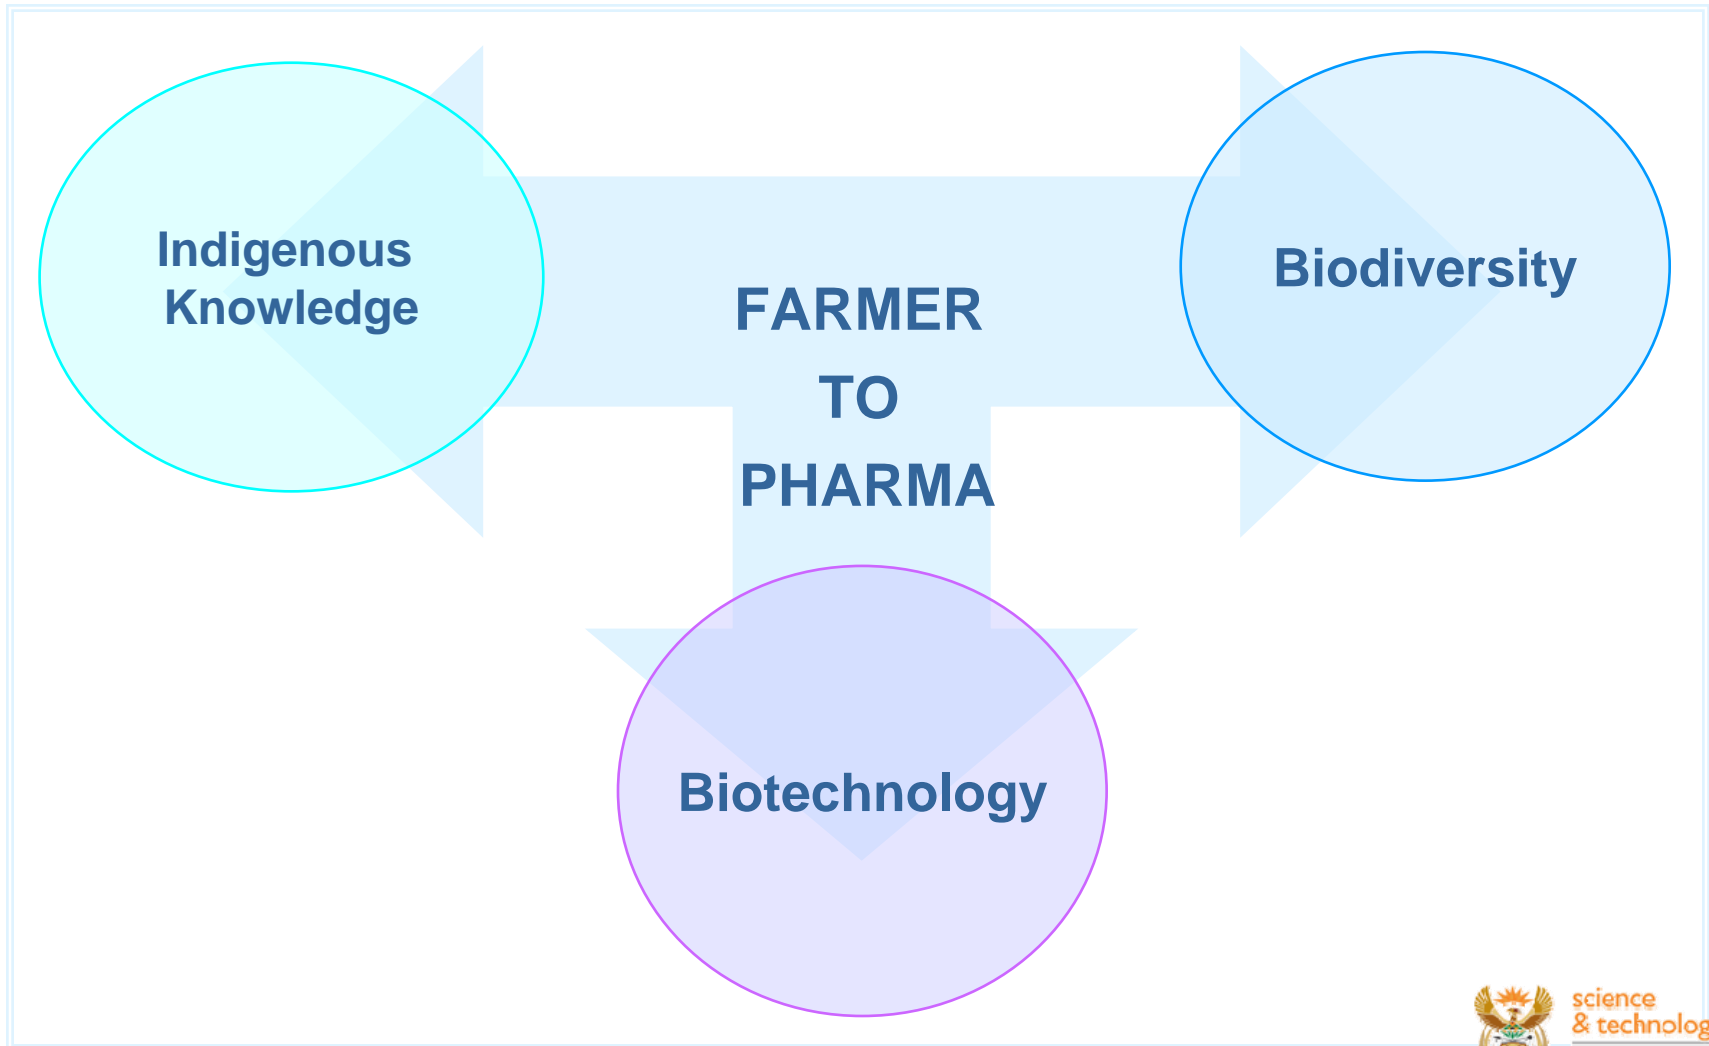 Indigenous
Knowledge
Biodiversity
FARMER
TO
PHARMA
Biotechnology
science
& technolog